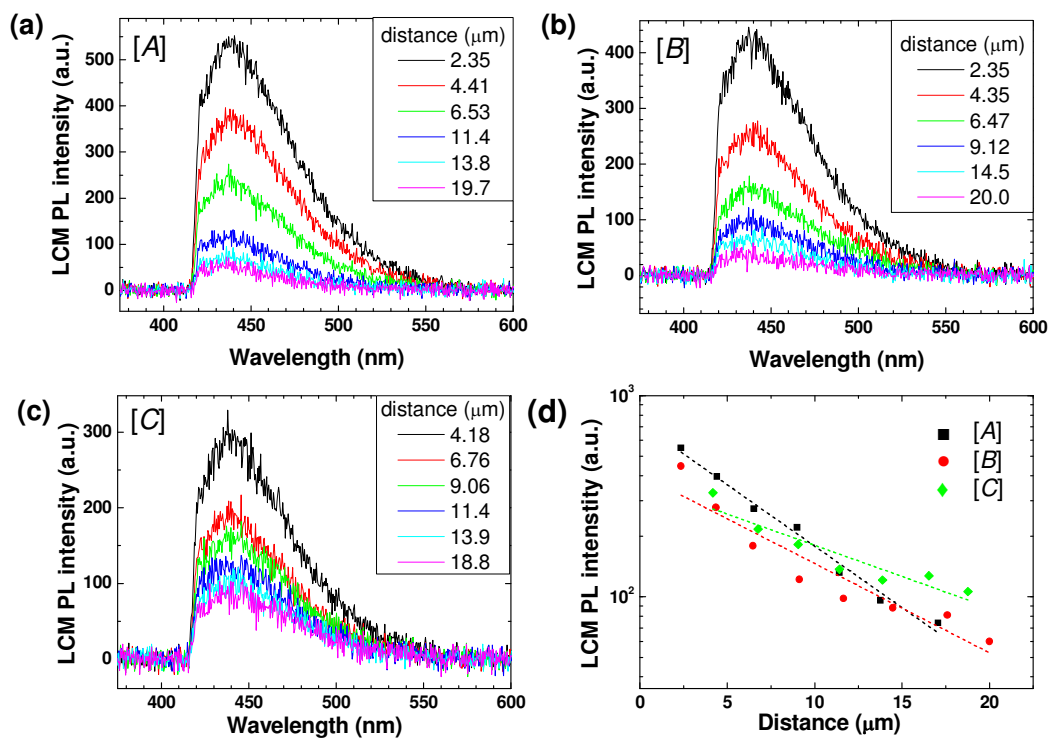 (a)
[A]
distance (μm)
2.35
4.41
6.53
11.4
13.8
19.7
500
400
300
200
100
0
LCM PL intensity (a.u.)
400 450 500 550 600
Wavelength (nm)
(b)
[B]
distance (μm)
2.35
4.35
6.47
9.12
14.5
20.0
400
300
200
100
0
LCM PL intensity (a.u.)
400 450 500 550 600
Wavelength (nm)
(c)
[C]
distance (μm)
4.18
6.76
9.06
11.4
13.9
18.8
300
200
100
0
LCM PL intensity (a.u.)
400 450 500 550 600
Wavelength (nm)
(d)
[A]
[B]
[C]
10³
10²
LCM PL intenstity (a.u.)
0 5 10 15 20
Distance (μm)